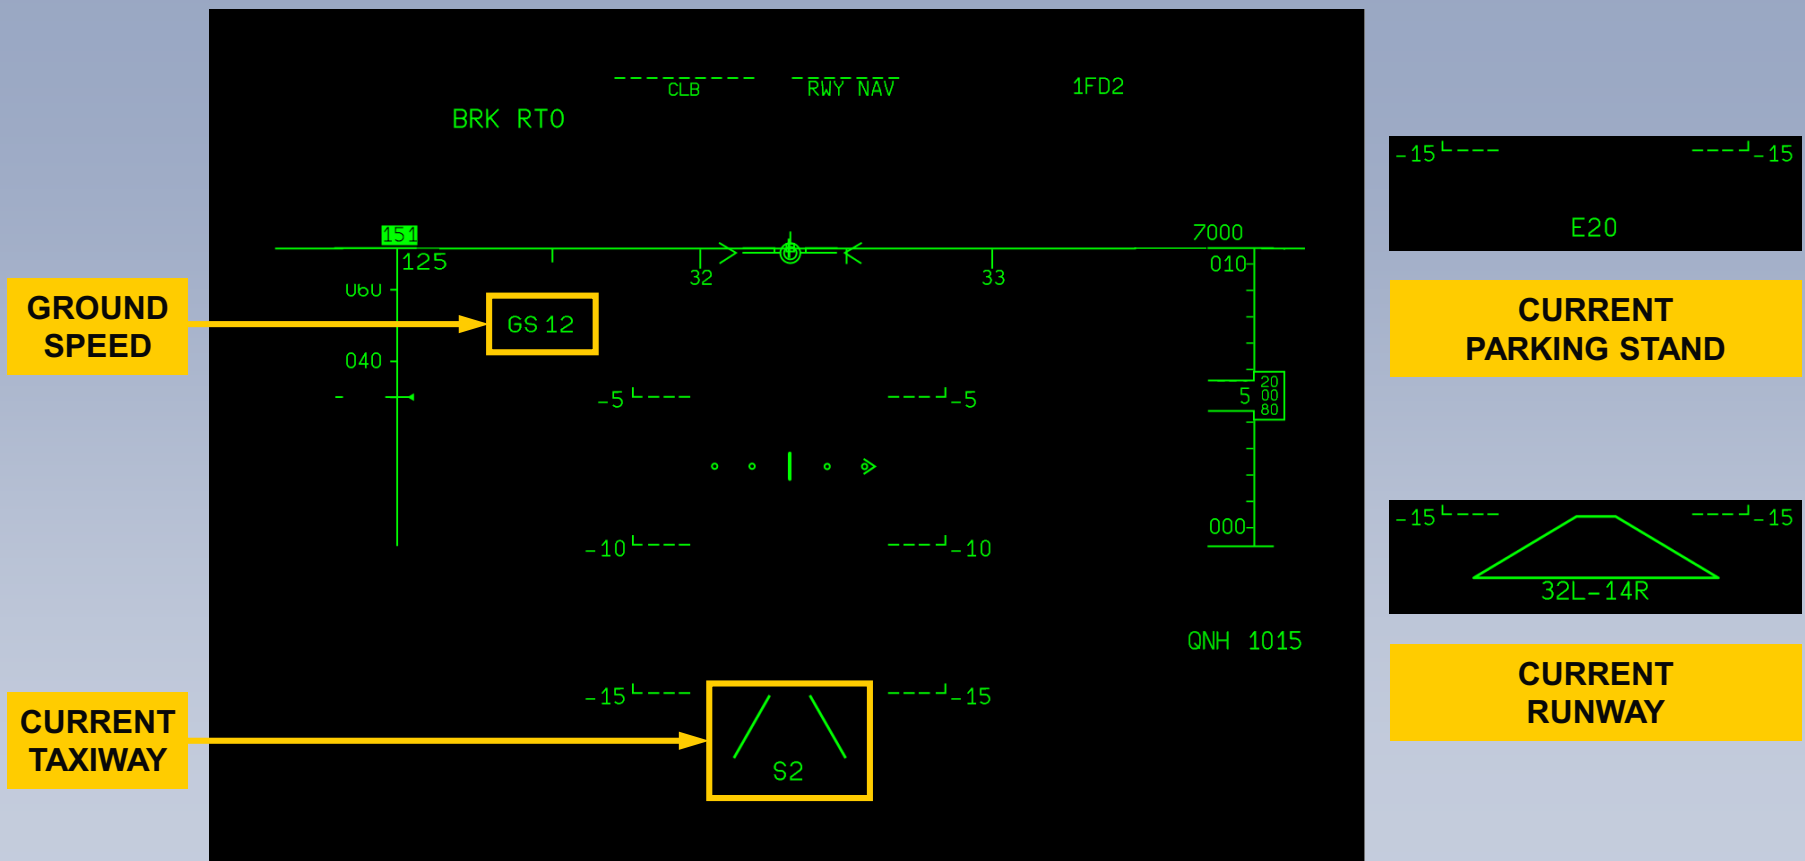 CLB RWY NAV 1FD2
BRK RTO
151
125
060
040
GS 12
32
33
7000
010
5 20
00
80
000
-5 -5
-10 -10
-15 -15
QNH 1015
S2
GROUND
SPEED
CURRENT
TAXIWAY
-15 -15
E20
CURRENT
PARKING STAND
-15 -15
32L-14R
CURRENT
RUNWAY